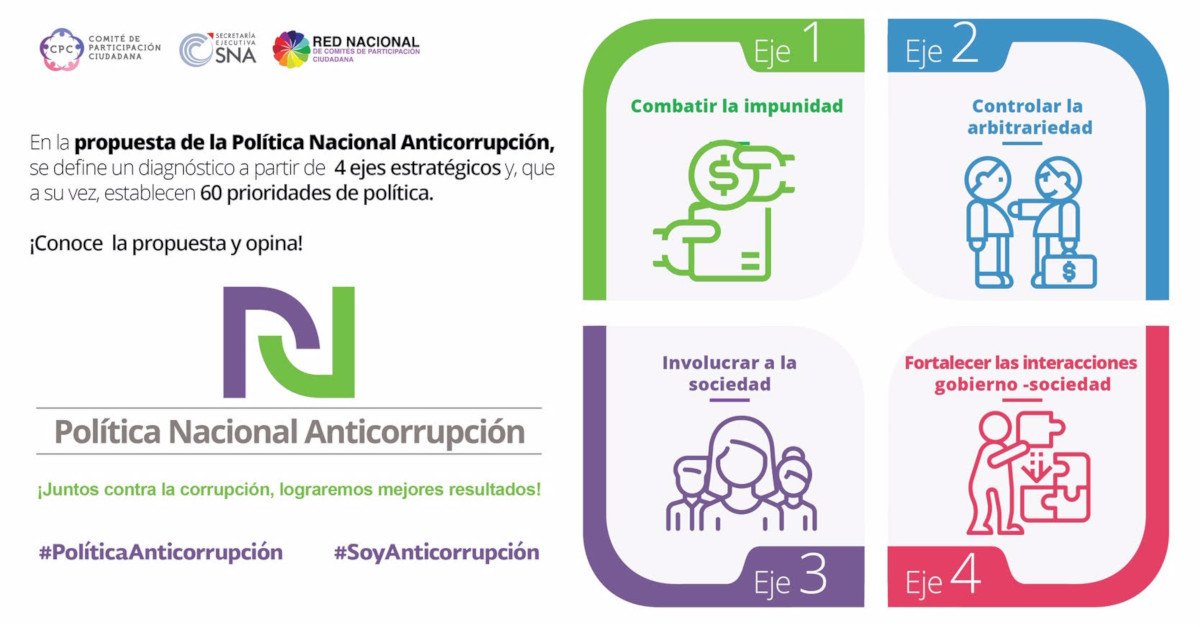 CPC
COMITÉ DE
PARTICIPACIÓN
CIUDADANA
SECRETARÍA
EJECUTIVA
SNA
RED NACIONAL
DE COMITÉS DE PARTICIPACIÓN
CIUDADANA
En la propuesta de la Política Nacional Anticorrupción,
se define un diagnóstico a partir de 4 ejes estratégicos y, que
a su vez, establecen 60 prioridades de política.
¡Conoce la propuesta y opina!
Política Nacional Anticorrupción
¡Juntos contra la corrupción, lograremos mejores resultados!
#PolíticaAnticorrupción #SoyAnticorrupción
Eje 1
Combatir la impunidad
$
Eje 2
Controlar la
arbitrariedad
$
Involucrar a la
sociedad
Eje 3
Fortalecer las interacciones
gobierno -sociedad
Eje 4